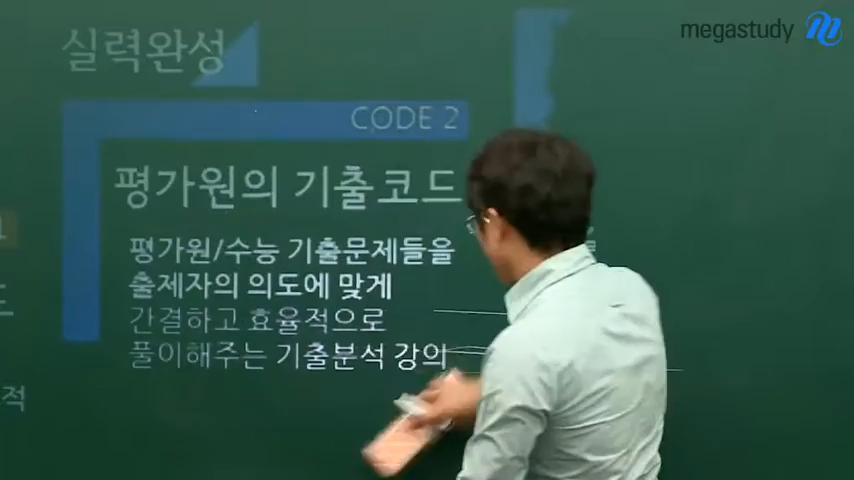 megastudy
실력완성
CODE 2
평가원의 기출코드
평가원/수능 기출문제들을
출제자의 의도에 맞게
간결하고 효율적으로
풀이해주는 기출분석 강의
적